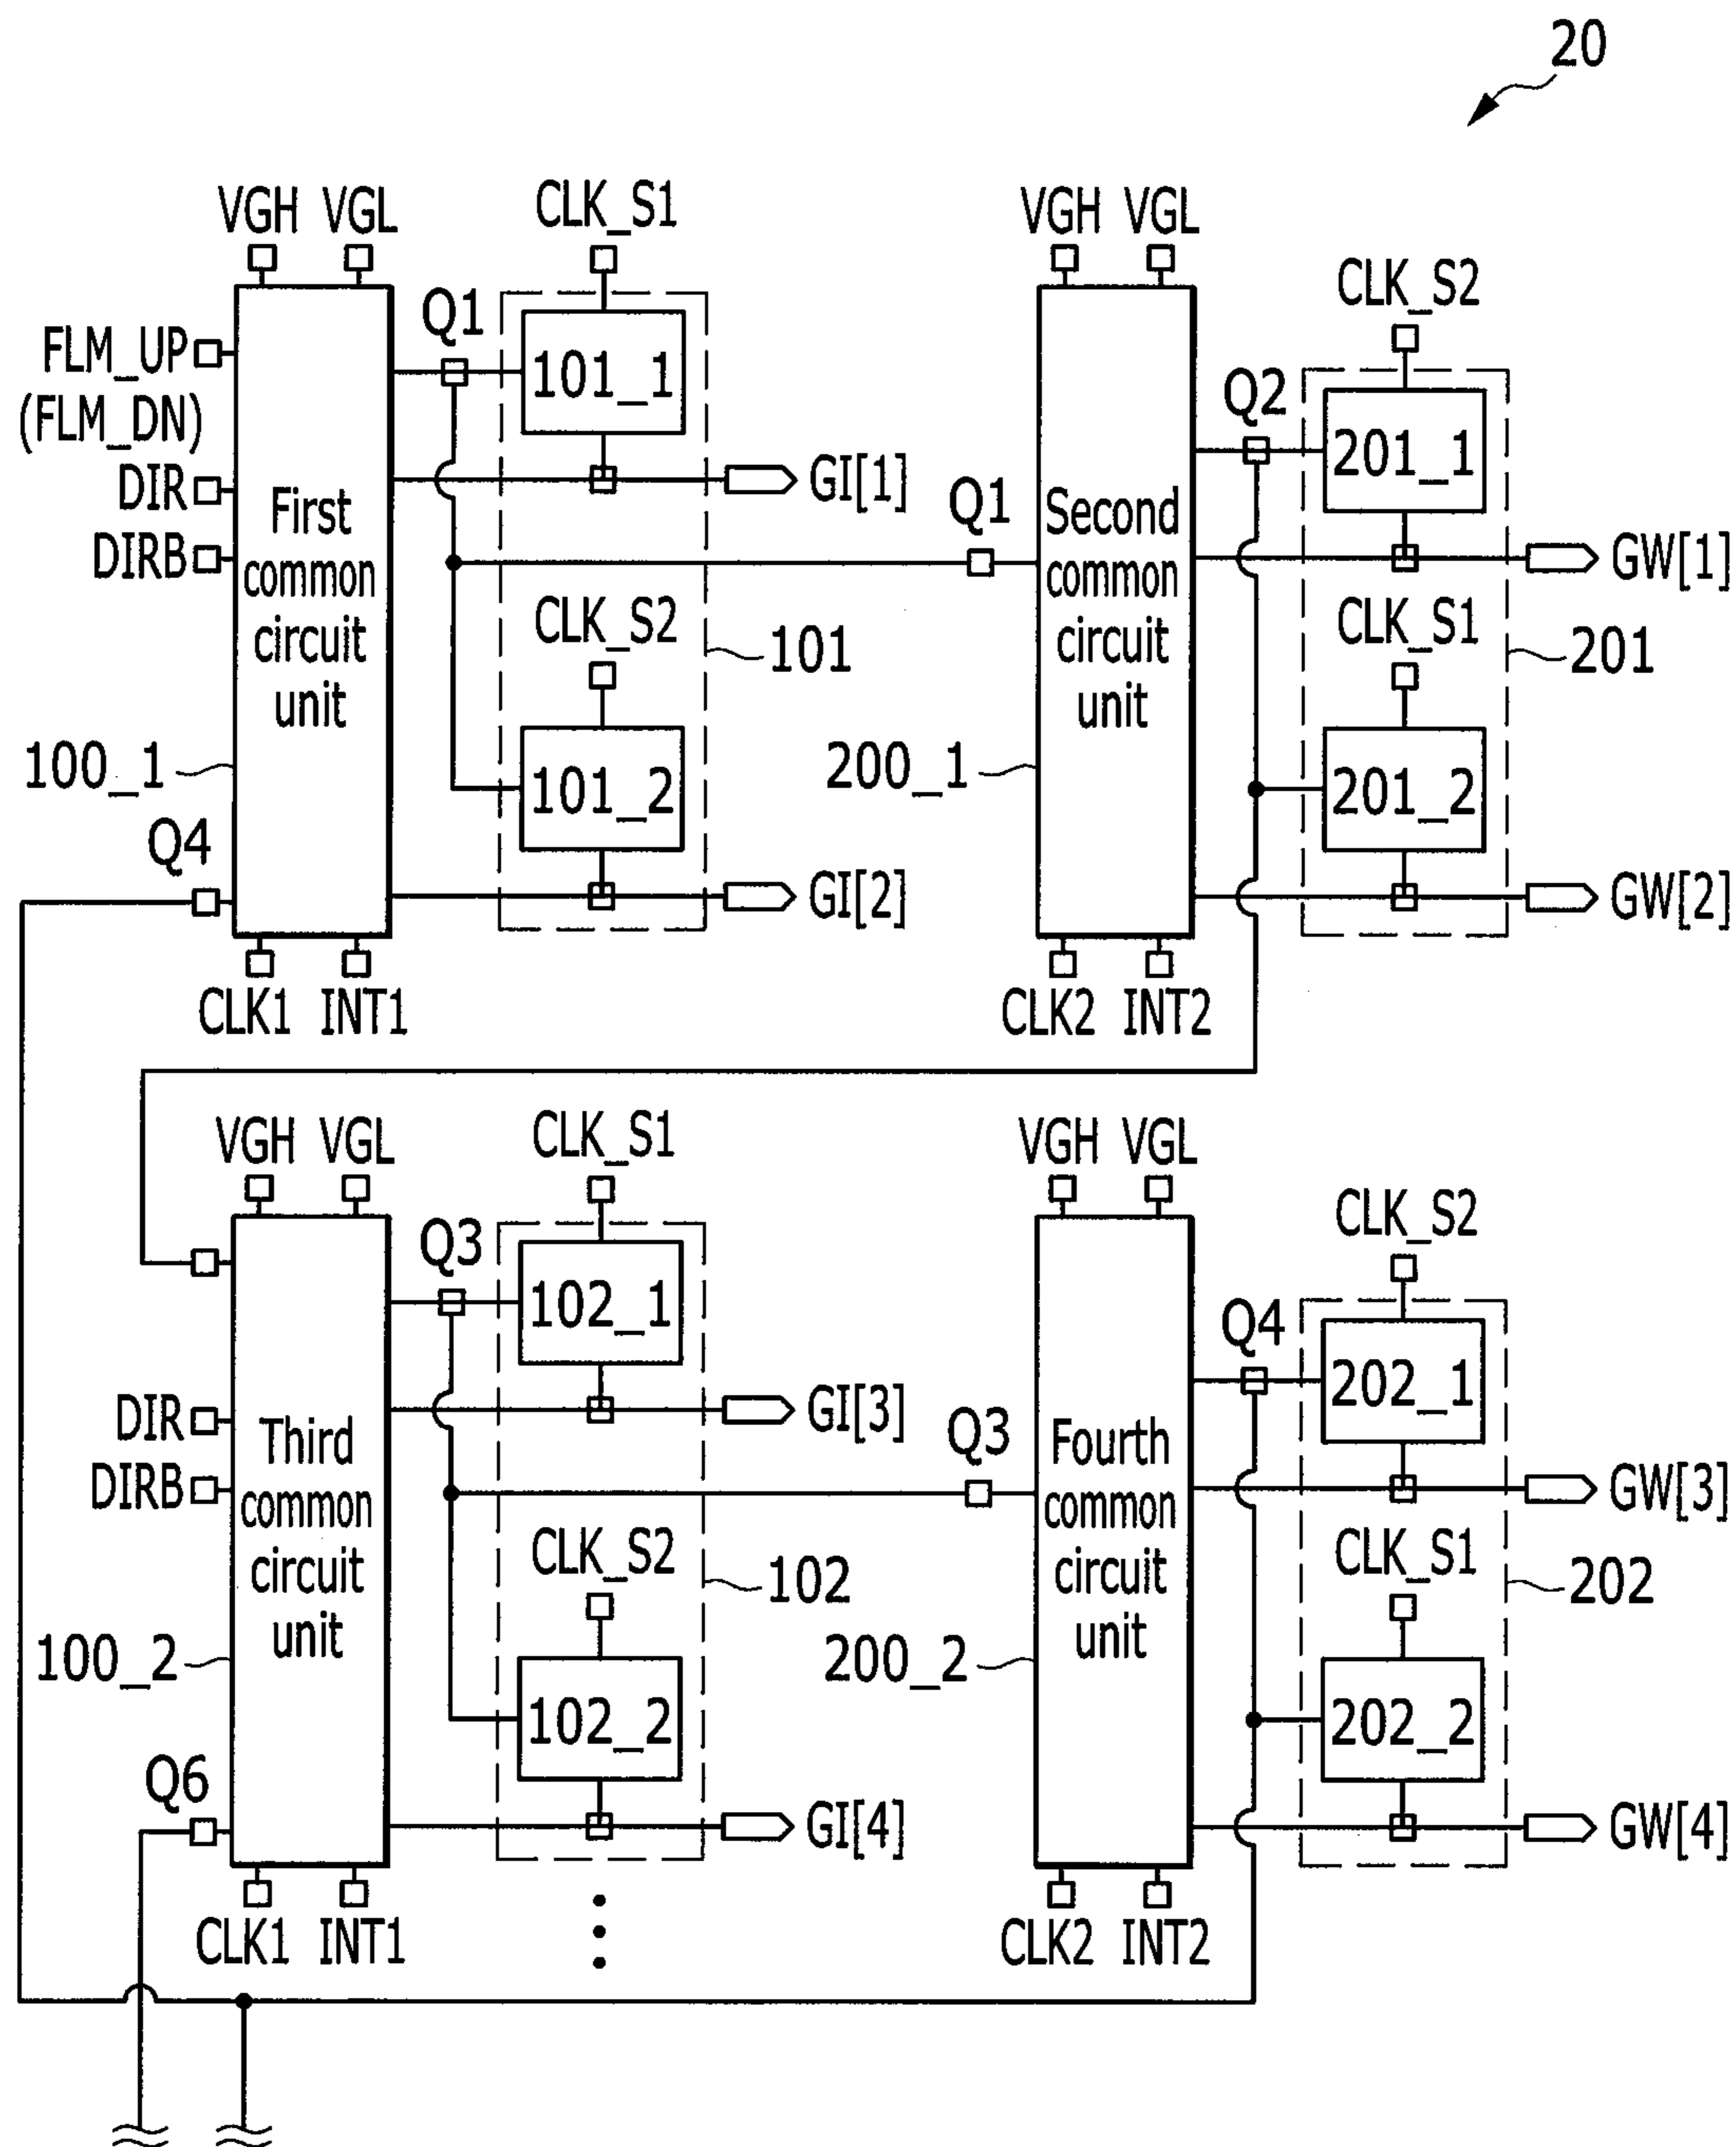 20
VGH VGL
CLK_S1
VGH VGL
CLK_S2
FLM_UP
(FLM_DN)
DIR
DIRB
First
common
circuit
unit
Q1
101_1
GI[1]
Q1
Second
common
circuit
unit
Q2
201_1
GW[1]
CLK_S2
101
CLK_S1
201
100_1
101_2
200_1
201_2
Q4
GI[2]
GW[2]
CLK1 INT1
CLK2 INT2
VGH VGL
CLK_S1
VGH VGL
CLK_S2
DIR
DIRB
Third
common
circuit
unit
Q3
102_1
GI[3]
Q3
Fourth
common
circuit
unit
Q4
202_1
GW[3]
CLK_S2
102
CLK_S1
202
100_2
102_2
200_2
202_2
Q6
GI[4]
GW[4]
CLK1 INT1
CLK2 INT2